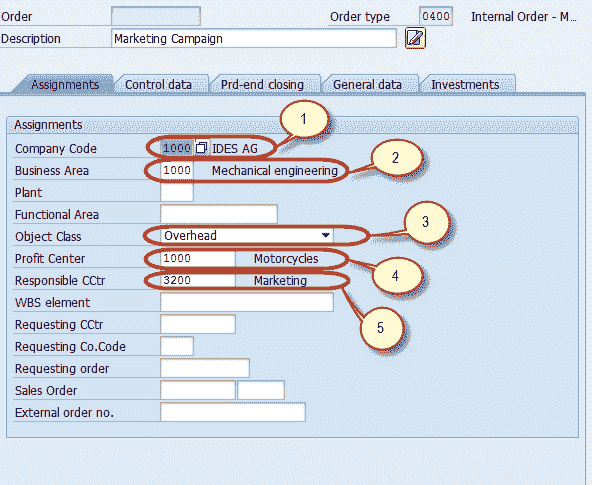 Order Order type 0400 Internal Order - M...
Description Marketing Campaign
Assignments Control data Prd-end closing General data Investments
Assignments
1
Company Code 1000 IDES AG
2
Business Area 1000 Mechanical engineering
Plant
Functional Area
3
Object Class Overhead
Profit Center 1000 Motorcycles
4
Responsible CCtr 3200 Marketing
WBS element
5
Requesting CCtr
Requesting Co.Code
Requesting order
Sales Order
External order no.